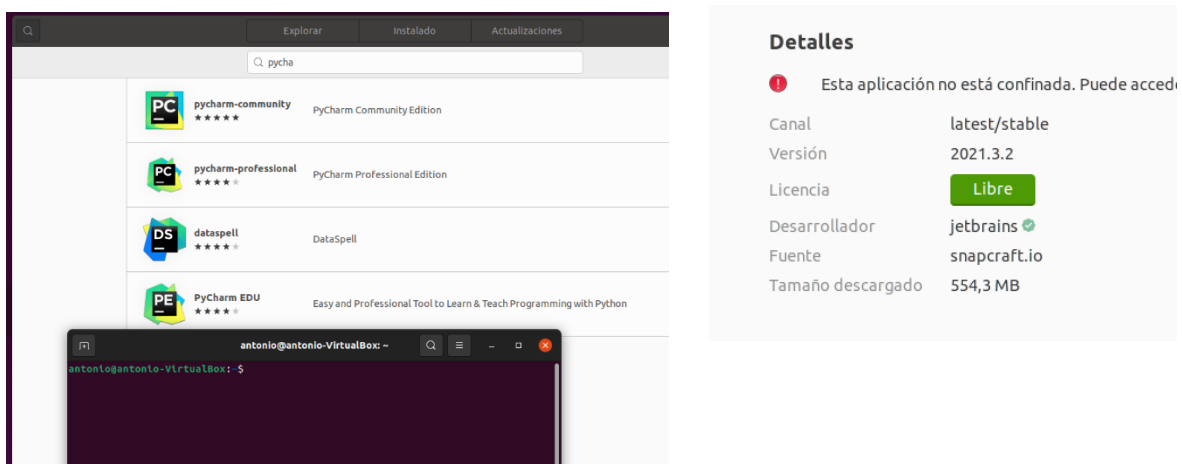 Explorar
Instalado
Actualizaciones
pycha
PC
pycharm-community
PyCharm Community Edition
PC
pycharm-professional
PyCharm Professional Edition
DS
dataspell
DataSpell
PE
PyCharm EDU
Easy and Professional Tool to Learn & Teach Programming with Python
antonio@antonio-VirtualBox: ~
antonio@antonio-VirtualBox:~$
Detalles
Esta aplicación no está confinada. Puede accede
Canal latest/stable
Versión 2021.3.2
Licencia Libre
Desarrollador jetbrains
Fuente snapcraft.io
Tamaño descargado 554,3 MB